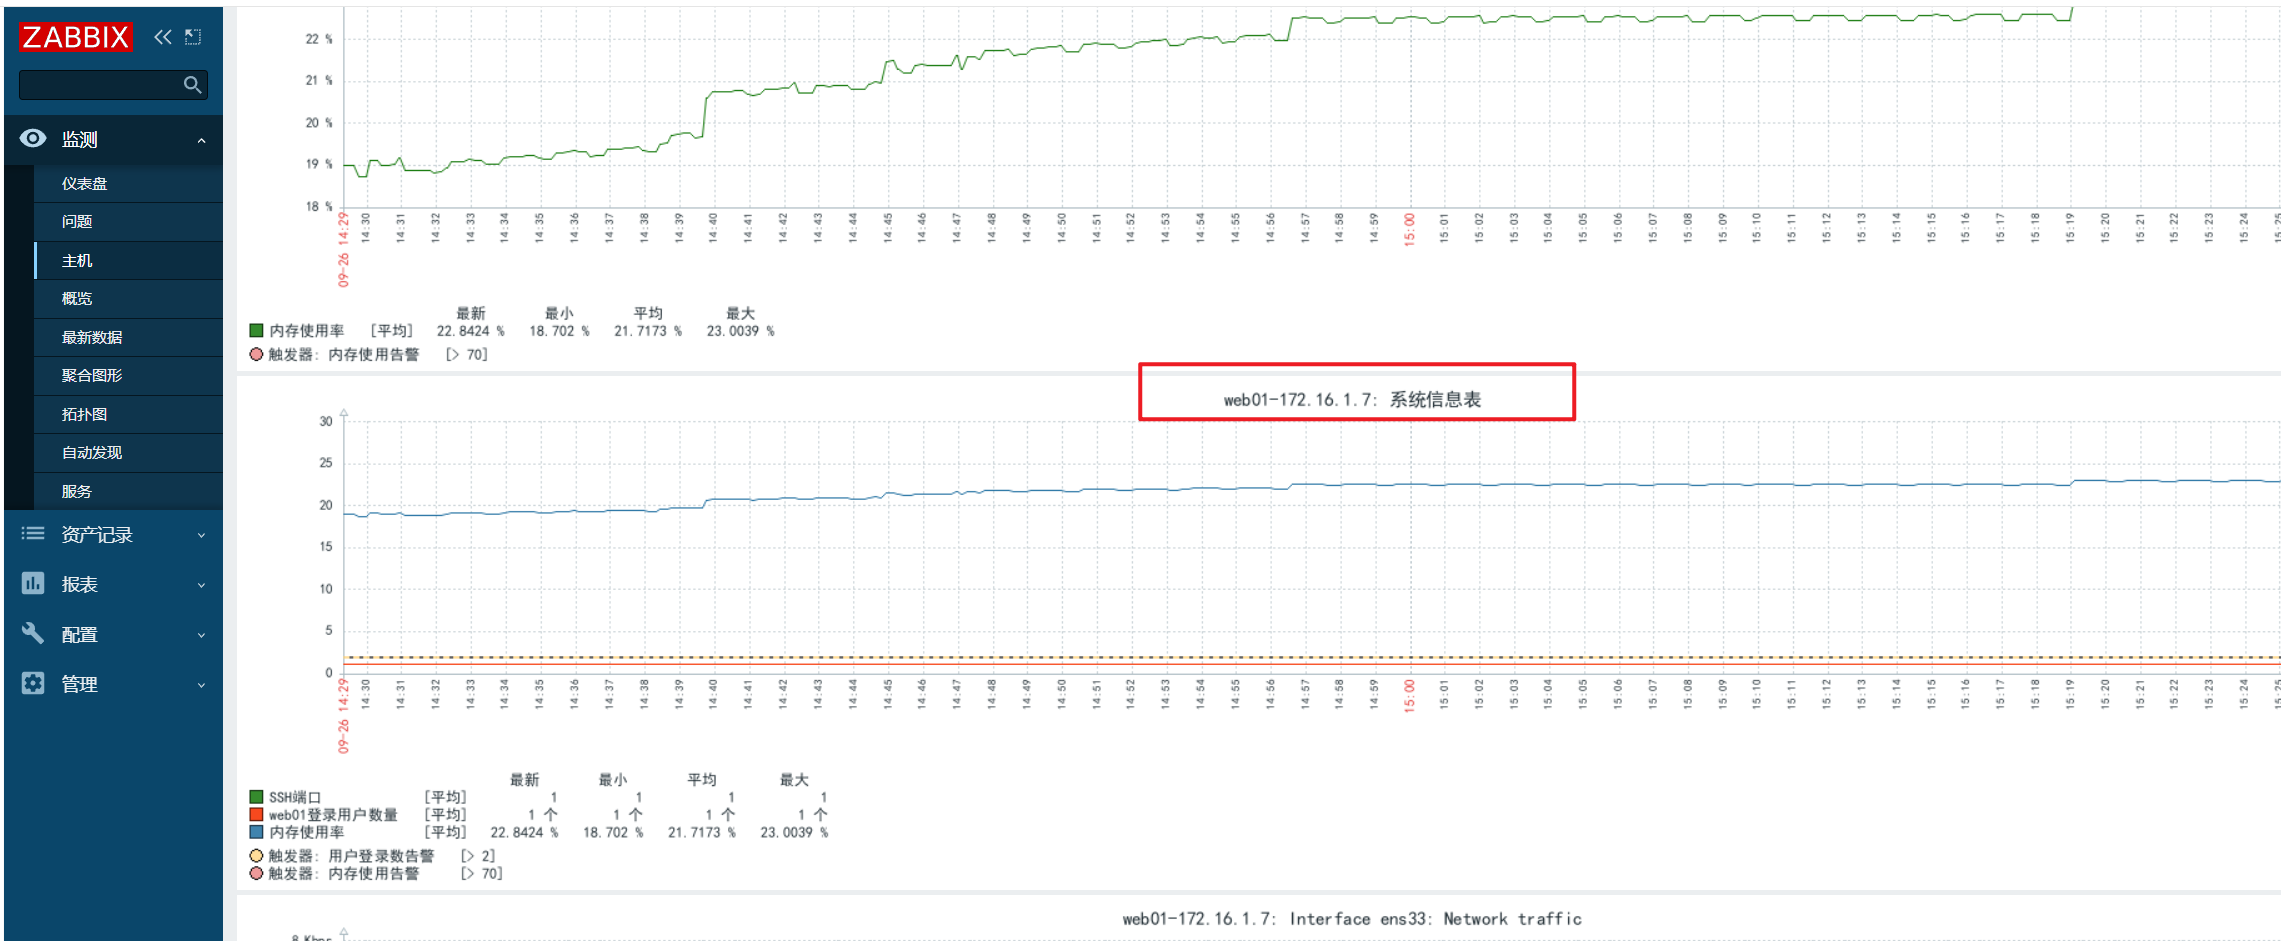 ZABBIX
监测
仪表盘
问题
主机
概览
最新数据
聚合图形
拓扑图
自动发现
服务
资产记录
报表
配置
管理
22 %
21 %
20 %
19 %
18 %
09-26 14:29 14:30 14:31 14:32 14:33 14:34 14:35 14:36 14:37 14:38 14:39 14:40 14:41 14:42 14:43 14:44 14:45 14:46 14:47 14:48 14:49 14:50 14:51 14:52 14:53 14:54 14:55 14:56 14:57 14:58 14:59 15:00 15:01 15:02 15:03 15:04 15:05 15:06 15:07 15:08 15:09 15:10 15:11 15:12 15:13 15:14 15:15 15:16 15:17 15:18 15:19 15:20 15:21 15:22 15:23 15:24 15:25
最新 最小 平均 最大
内存使用率 [平均] 22.8424 % 18.702 % 21.7173 % 23.0039 %
触发器: 内存使用告警 [> 70]
web01-172.16.1.7: 系统信息表
30
25
20
15
10
5
0
09-26 14:29 14:30 14:31 14:32 14:33 14:34 14:35 14:36 14:37 14:38 14:39 14:40 14:41 14:42 14:43 14:44 14:45 14:46 14:47 14:48 14:49 14:50 14:51 14:52 14:53 14:54 14:55 14:56 14:57 14:58 14:59 15:00 15:01 15:02 15:03 15:04 15:05 15:06 15:07 15:08 15:09 15:10 15:11 15:12 15:13 15:14 15:15 15:16 15:17 15:18 15:19 15:20 15:21 15:22 15:23 15:24 15:25
最新 最小 平均 最大
SSH端口 [平均] 1 1 1 1
web01登录用户数量 [平均] 1 个 1 个 1 个 1 个
内存使用率 [平均] 22.8424 % 18.702 % 21.7173 % 23.0039 %
触发器: 用户登录数告警 [> 2]
触发器: 内存使用告警 [> 70]
web01-172.16.1.7: Interface ens33: Network traffic
8 Kbps